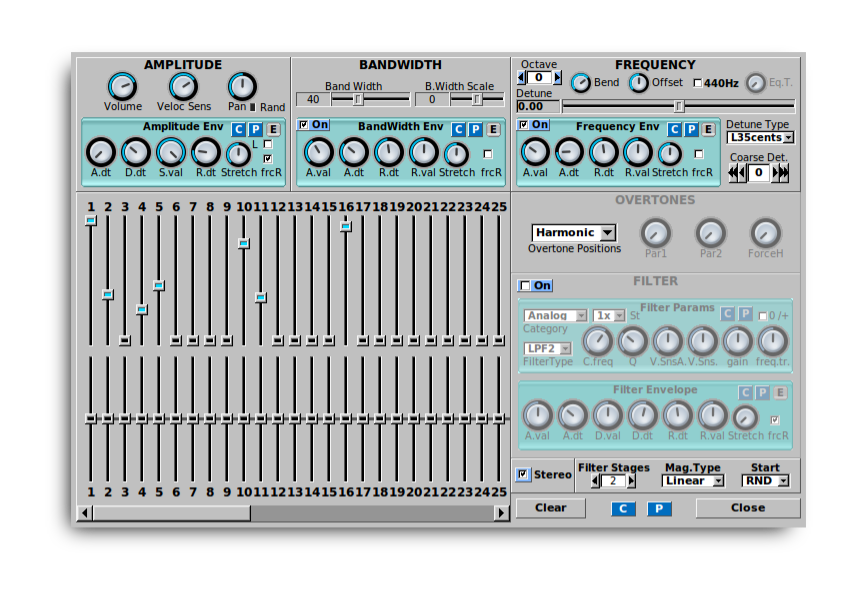 AMPLITUDE
Volume Veloc Sens Pan Rand
Amplitude Env C P E
L
A.dt D.dt S.val R.dt Stretch frcR
BANDWIDTH
Band Width B.Width Scale
40 0
On BandWidth Env C P E
A.val A.dt R.dt R.val Stretch frcR
Octave FREQUENCY
0 Bend Offset 440Hz Eq.T.
Detune
0.00
On Frequency Env C P E
A.val A.dt R.dt R.val Stretch frcR
Detune Type
L35cents
Coarse Det.
0
1 2 3 4 5 6 7 8 9 10 11 12 13 14 15 16 17 18 19 20 21 22 23 24 25
1 2 3 4 5 6 7 8 9 10 11 12 13 14 15 16 17 18 19 20 21 22 23 24 25
OVERTONES
Harmonic
Overtone Positions
Par1 Par2 ForceH
On FILTER
Filter Params C P 0 /+
Analog 1x St
Category
LPF2
FilterType C.freq Q V.SnsA. V.Sns. gain freq.tr.
Filter Envelope C P E
A.val A.dt D.val D.dt R.dt R.val Stretch frcR
Stereo
Filter Stages Mag.Type Start
2 Linear RND
Clear C P Close